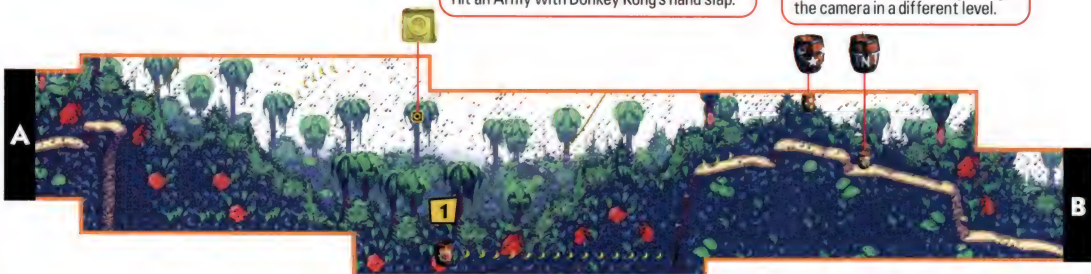 Hit an Army with Donkey Kong's hand slap.
the camera in a different level.
A
1
N
B